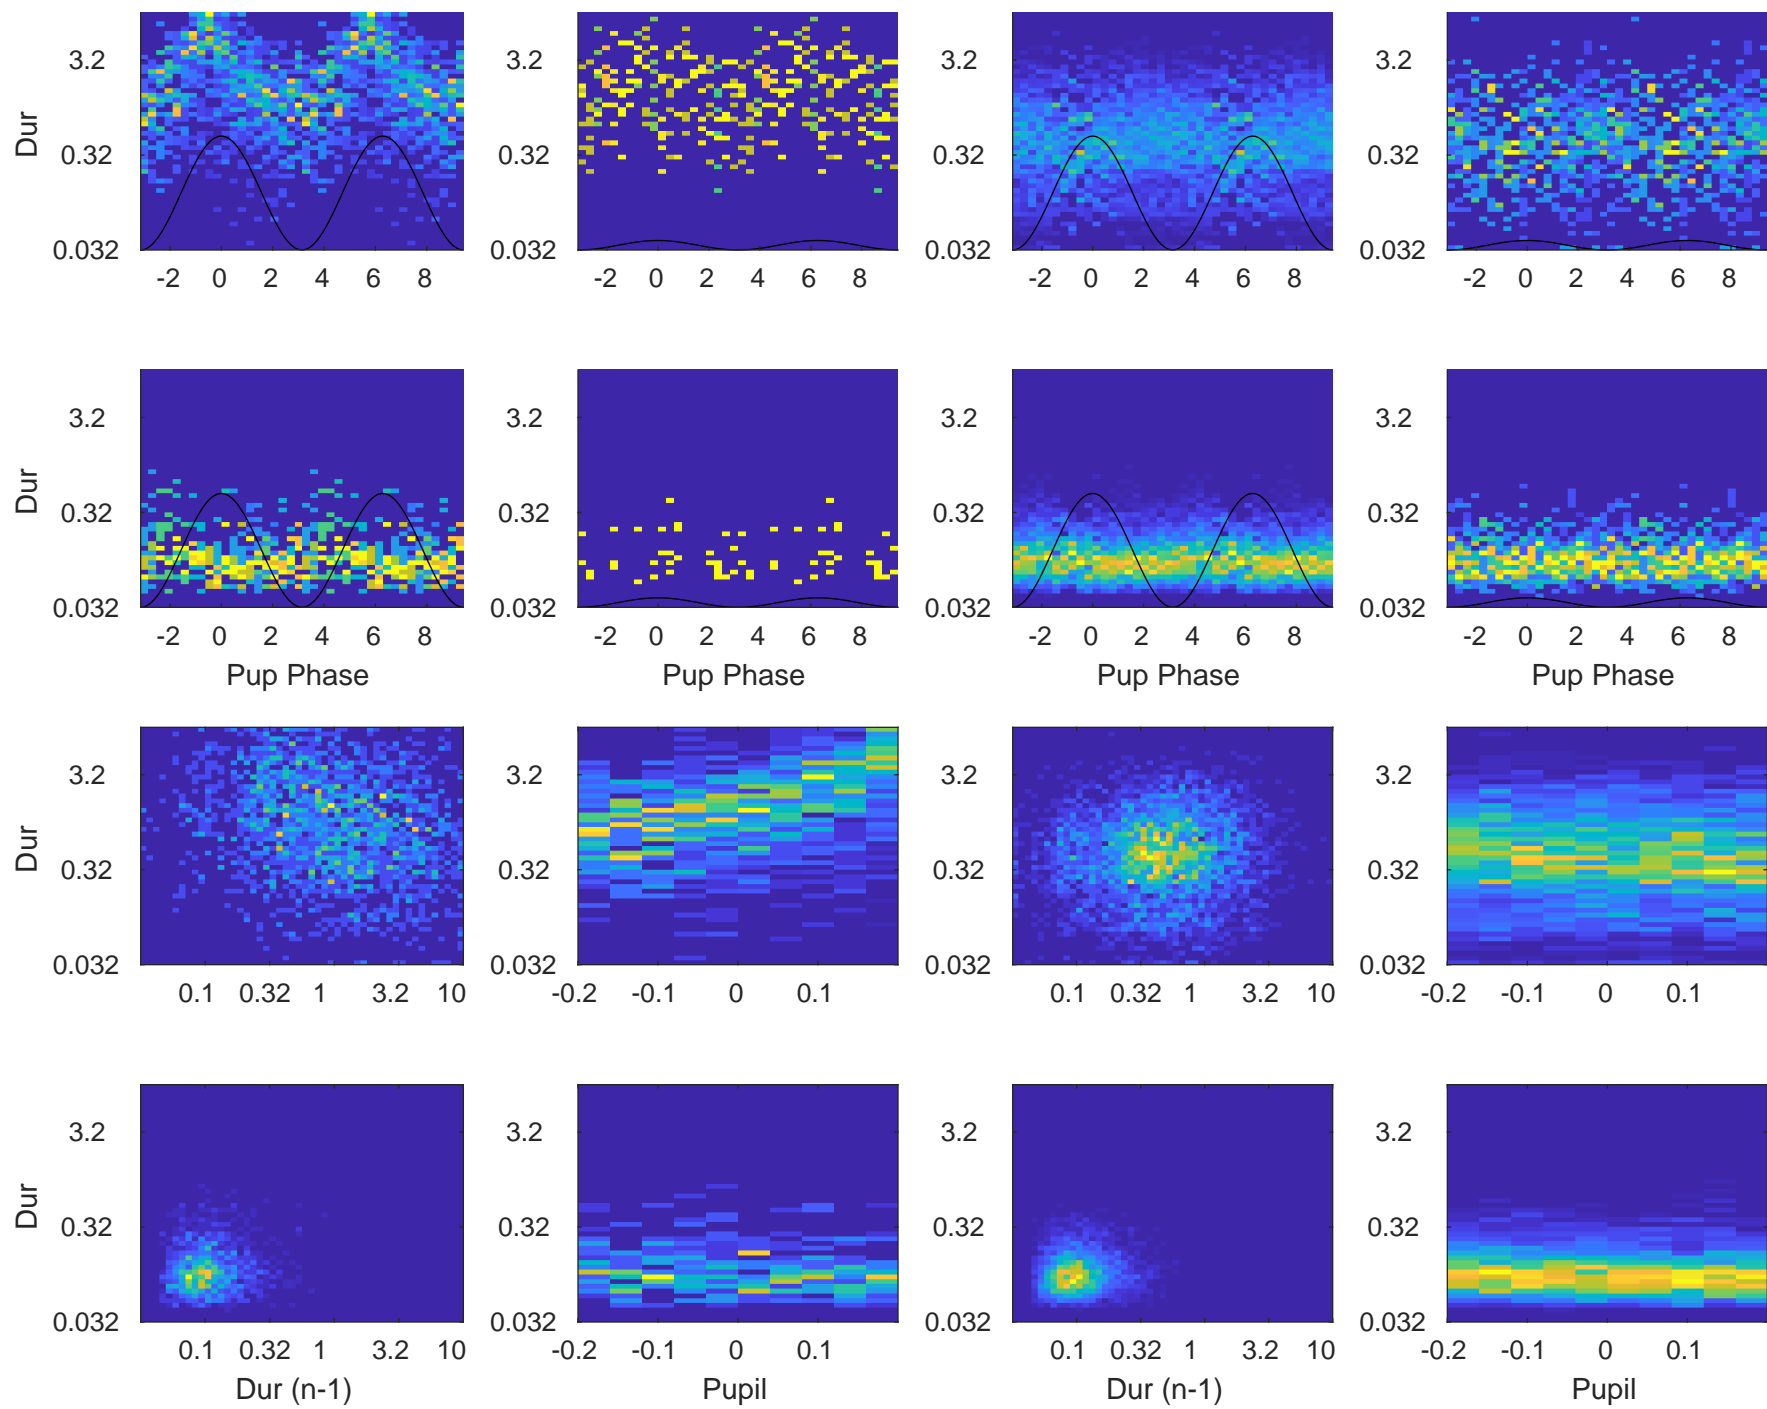 3.2 3.2 3.2 3.2
Dur
0.32 0.32 0.32 0.32
0.032 0.032 0.032 0.032
-2 0 2 4 6 8 -2 0 2 4 6 8 -2 0 2 4 6 8 -2 0 2 4 6 8
3.2 3.2 3.2 3.2
Dur
0.32 0.32 0.32 0.32
0.032 0.032 0.032 0.032
-2 0 2 4 6 8 -2 0 2 4 6 8 -2 0 2 4 6 8 -2 0 2 4 6 8
Pup Phase Pup Phase Pup Phase Pup Phase
3.2 3.2 3.2 3.2
Dur
0.32 0.32 0.32 0.32
0.032 0.032 0.032 0.032
0.1 0.32 1 3.2 10 -0.2 -0.1 0 0.1 0.1 0.32 1 3.2 10 -0.2 -0.1 0 0.1
3.2 3.2 3.2 3.2
Dur
0.32 0.32 0.32 0.32
0.032 0.032 0.032 0.032
0.1 0.32 1 3.2 10 -0.2 -0.1 0 0.1 0.1 0.32 1 3.2 10 -0.2 -0.1 0 0.1
Dur (n-1) Pupil Dur (n-1) Pupil